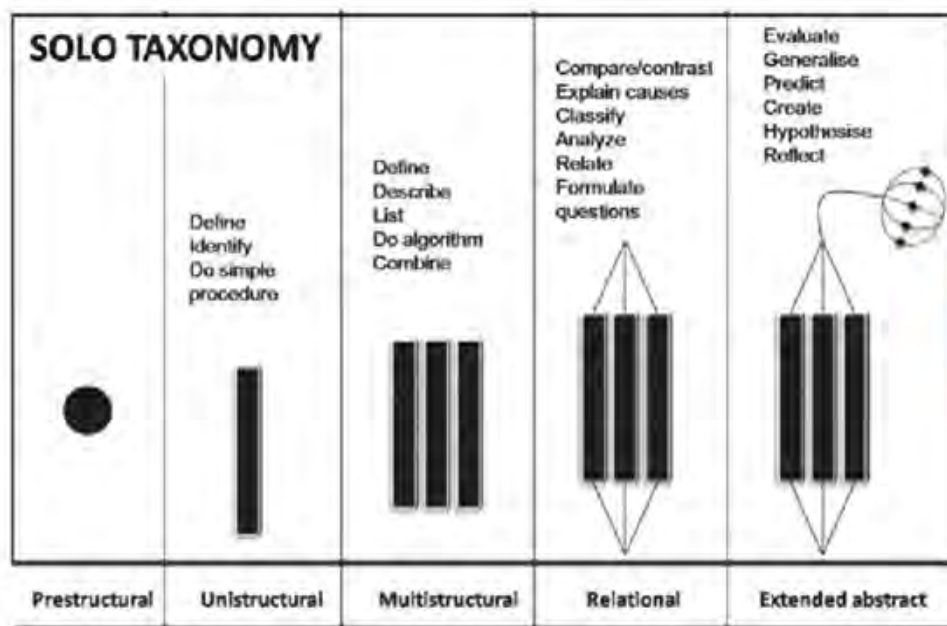 SOLO TAXONOMY
Define
Identify
Do simple
procedure
Define
Describe
List
Do algorithm
Combine
Compare/contrast
Explain causes
Classify
Analyze
Relate
Formulate
questions
Evaluate
Generalise
Predict
Create
Hypothesise
Reflect
Prestructural
Unistructural
Multistructural
Relational
Extended abstract